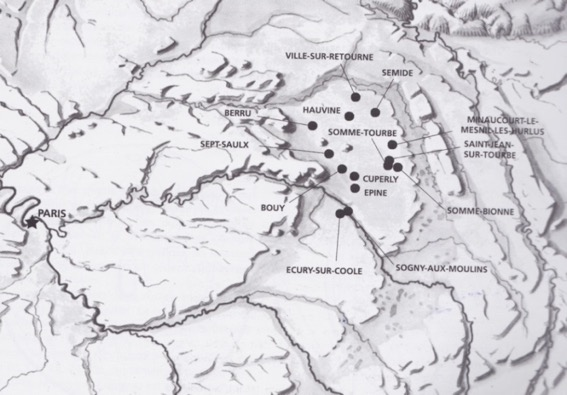 VILLE-SUR-RETOURNE
SEMIDE
HAUVINE
BERRU
MINAUCOURT-LE-
MESNIL-LES-HURLUS
SOMME-TOURBE
SEPT-SAULX
SAINT-JEAN-
SUR-TOURBE
CUPERLY
EPINE
BOUY
SOMME-BIONNE
PARIS
ECURY-SUR-COOLE
SOGNY-AUX-MOULINS